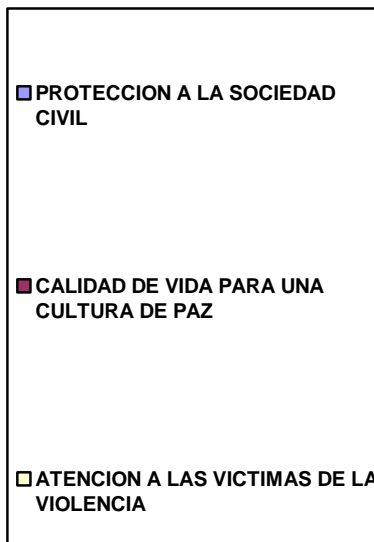 PROTECCION A LA SOCIEDAD
CIVIL
CALIDAD DE VIDA PARA UNA
CULTURA DE PAZ
ATENCION A LAS VICTIMAS DE LA
VIOLENCIA